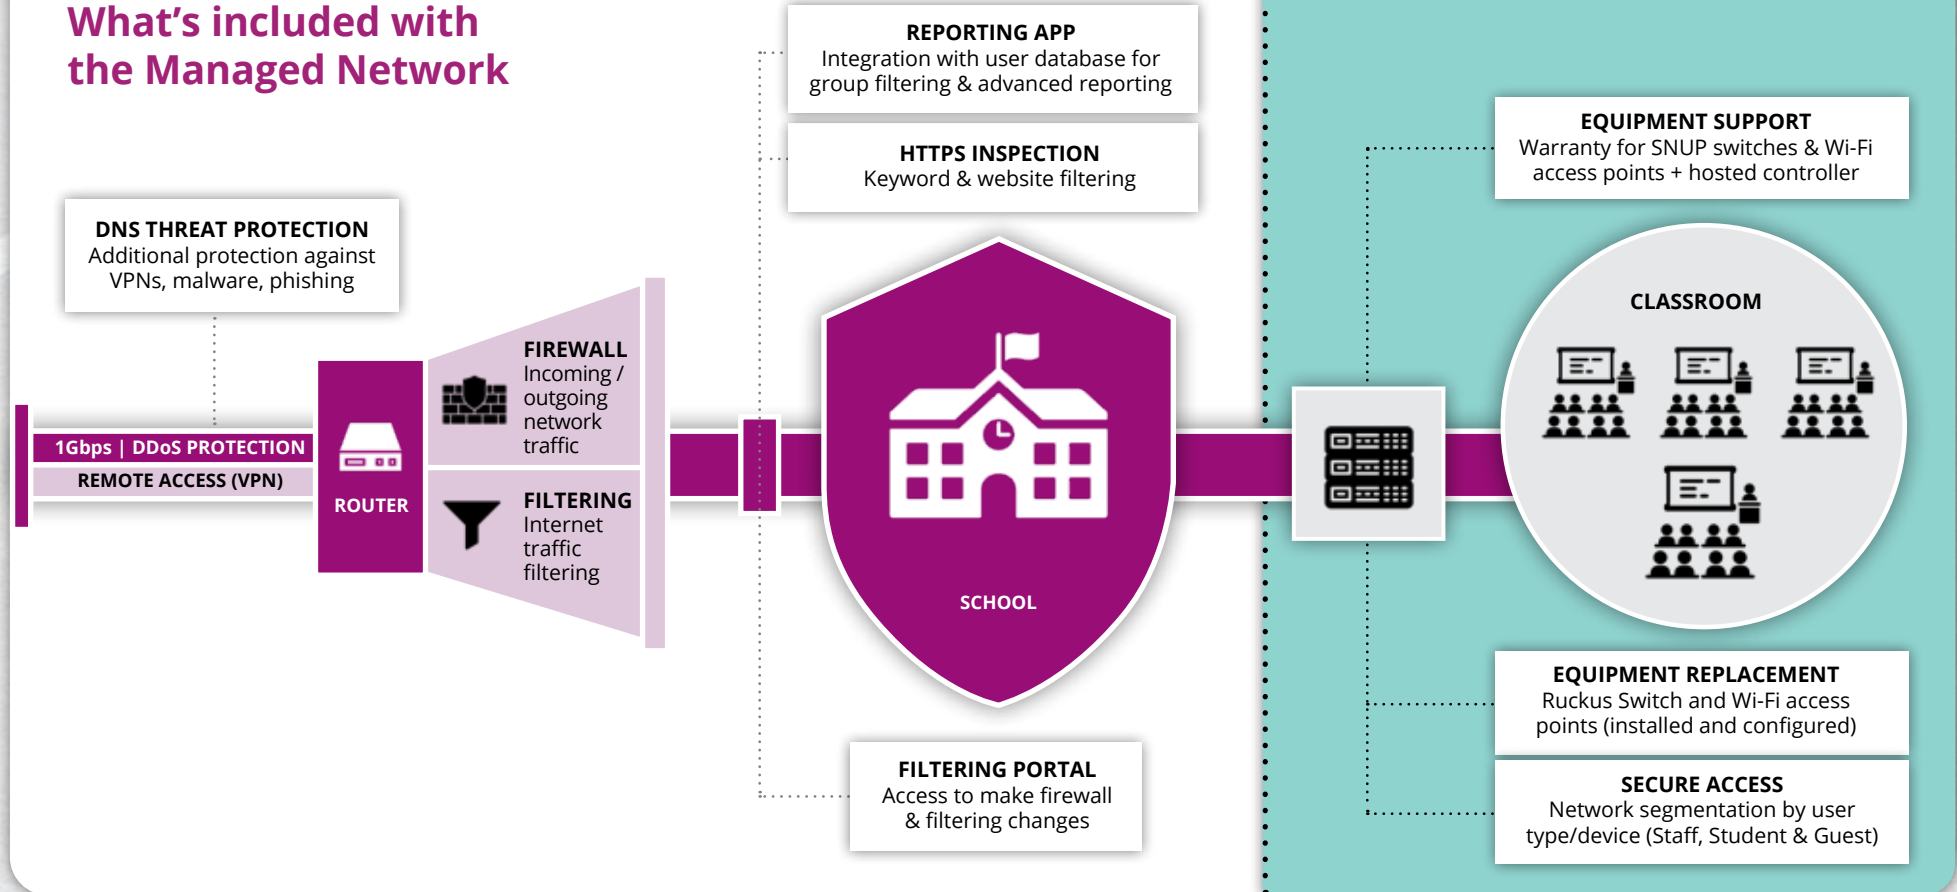 What’s included with
the Managed Network
DNS THREAT PROTECTION
Additional protection against
VPNs, malware, phishing
1Gbps | DDoS PROTECTION
REMOTE ACCESS (VPN)
ROUTER
FIREWALL
Incoming /
outgoing
network
traffic
FILTERING
Internet
traffic
filtering
REPORTING APP
Integration with user database for
group filtering & advanced reporting
HTTPS INSPECTION
Keyword & website filtering
SCHOOL
FILTERING PORTAL
Access to make firewall
& filtering changes
EQUIPMENT SUPPORT
Warranty for SNUP switches & Wi-Fi
access points + hosted controller
CLASSROOM
EQUIPMENT REPLACEMENT
Ruckus Switch and Wi-Fi access
points (installed and configured)
SECURE ACCESS
Network segmentation by user
type/device (Staff, Student & Guest)